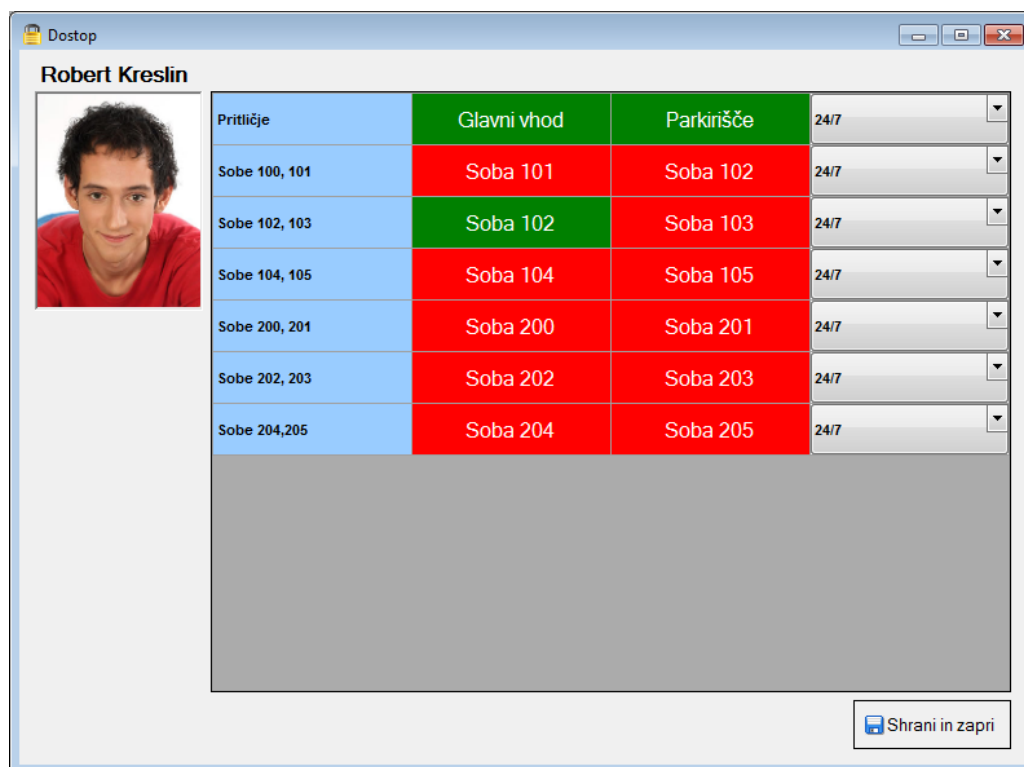 Dostop
Robert Kreslin
Pritličje Glavni vhod Parkirišče 24/7
Sobe 100, 101 Soba 101 Soba 102 24/7
Sobe 102, 103 Soba 102 Soba 103 24/7
Sobe 104, 105 Soba 104 Soba 105 24/7
Sobe 200, 201 Soba 200 Soba 201 24/7
Sobe 202, 203 Soba 202 Soba 203 24/7
Sobe 204,205 Soba 204 Soba 205 24/7
Shrani in zapri